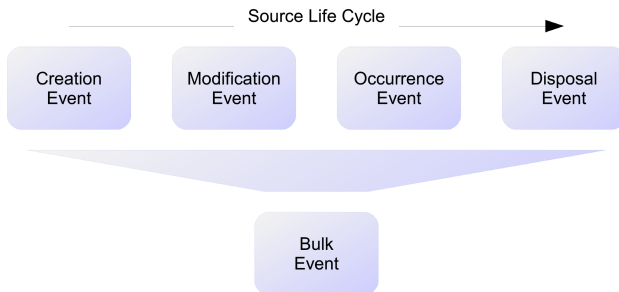 Source Life Cycle
Creation
Event
Modification
Event
Occurrence
Event
Disposal
Event
Bulk
Event